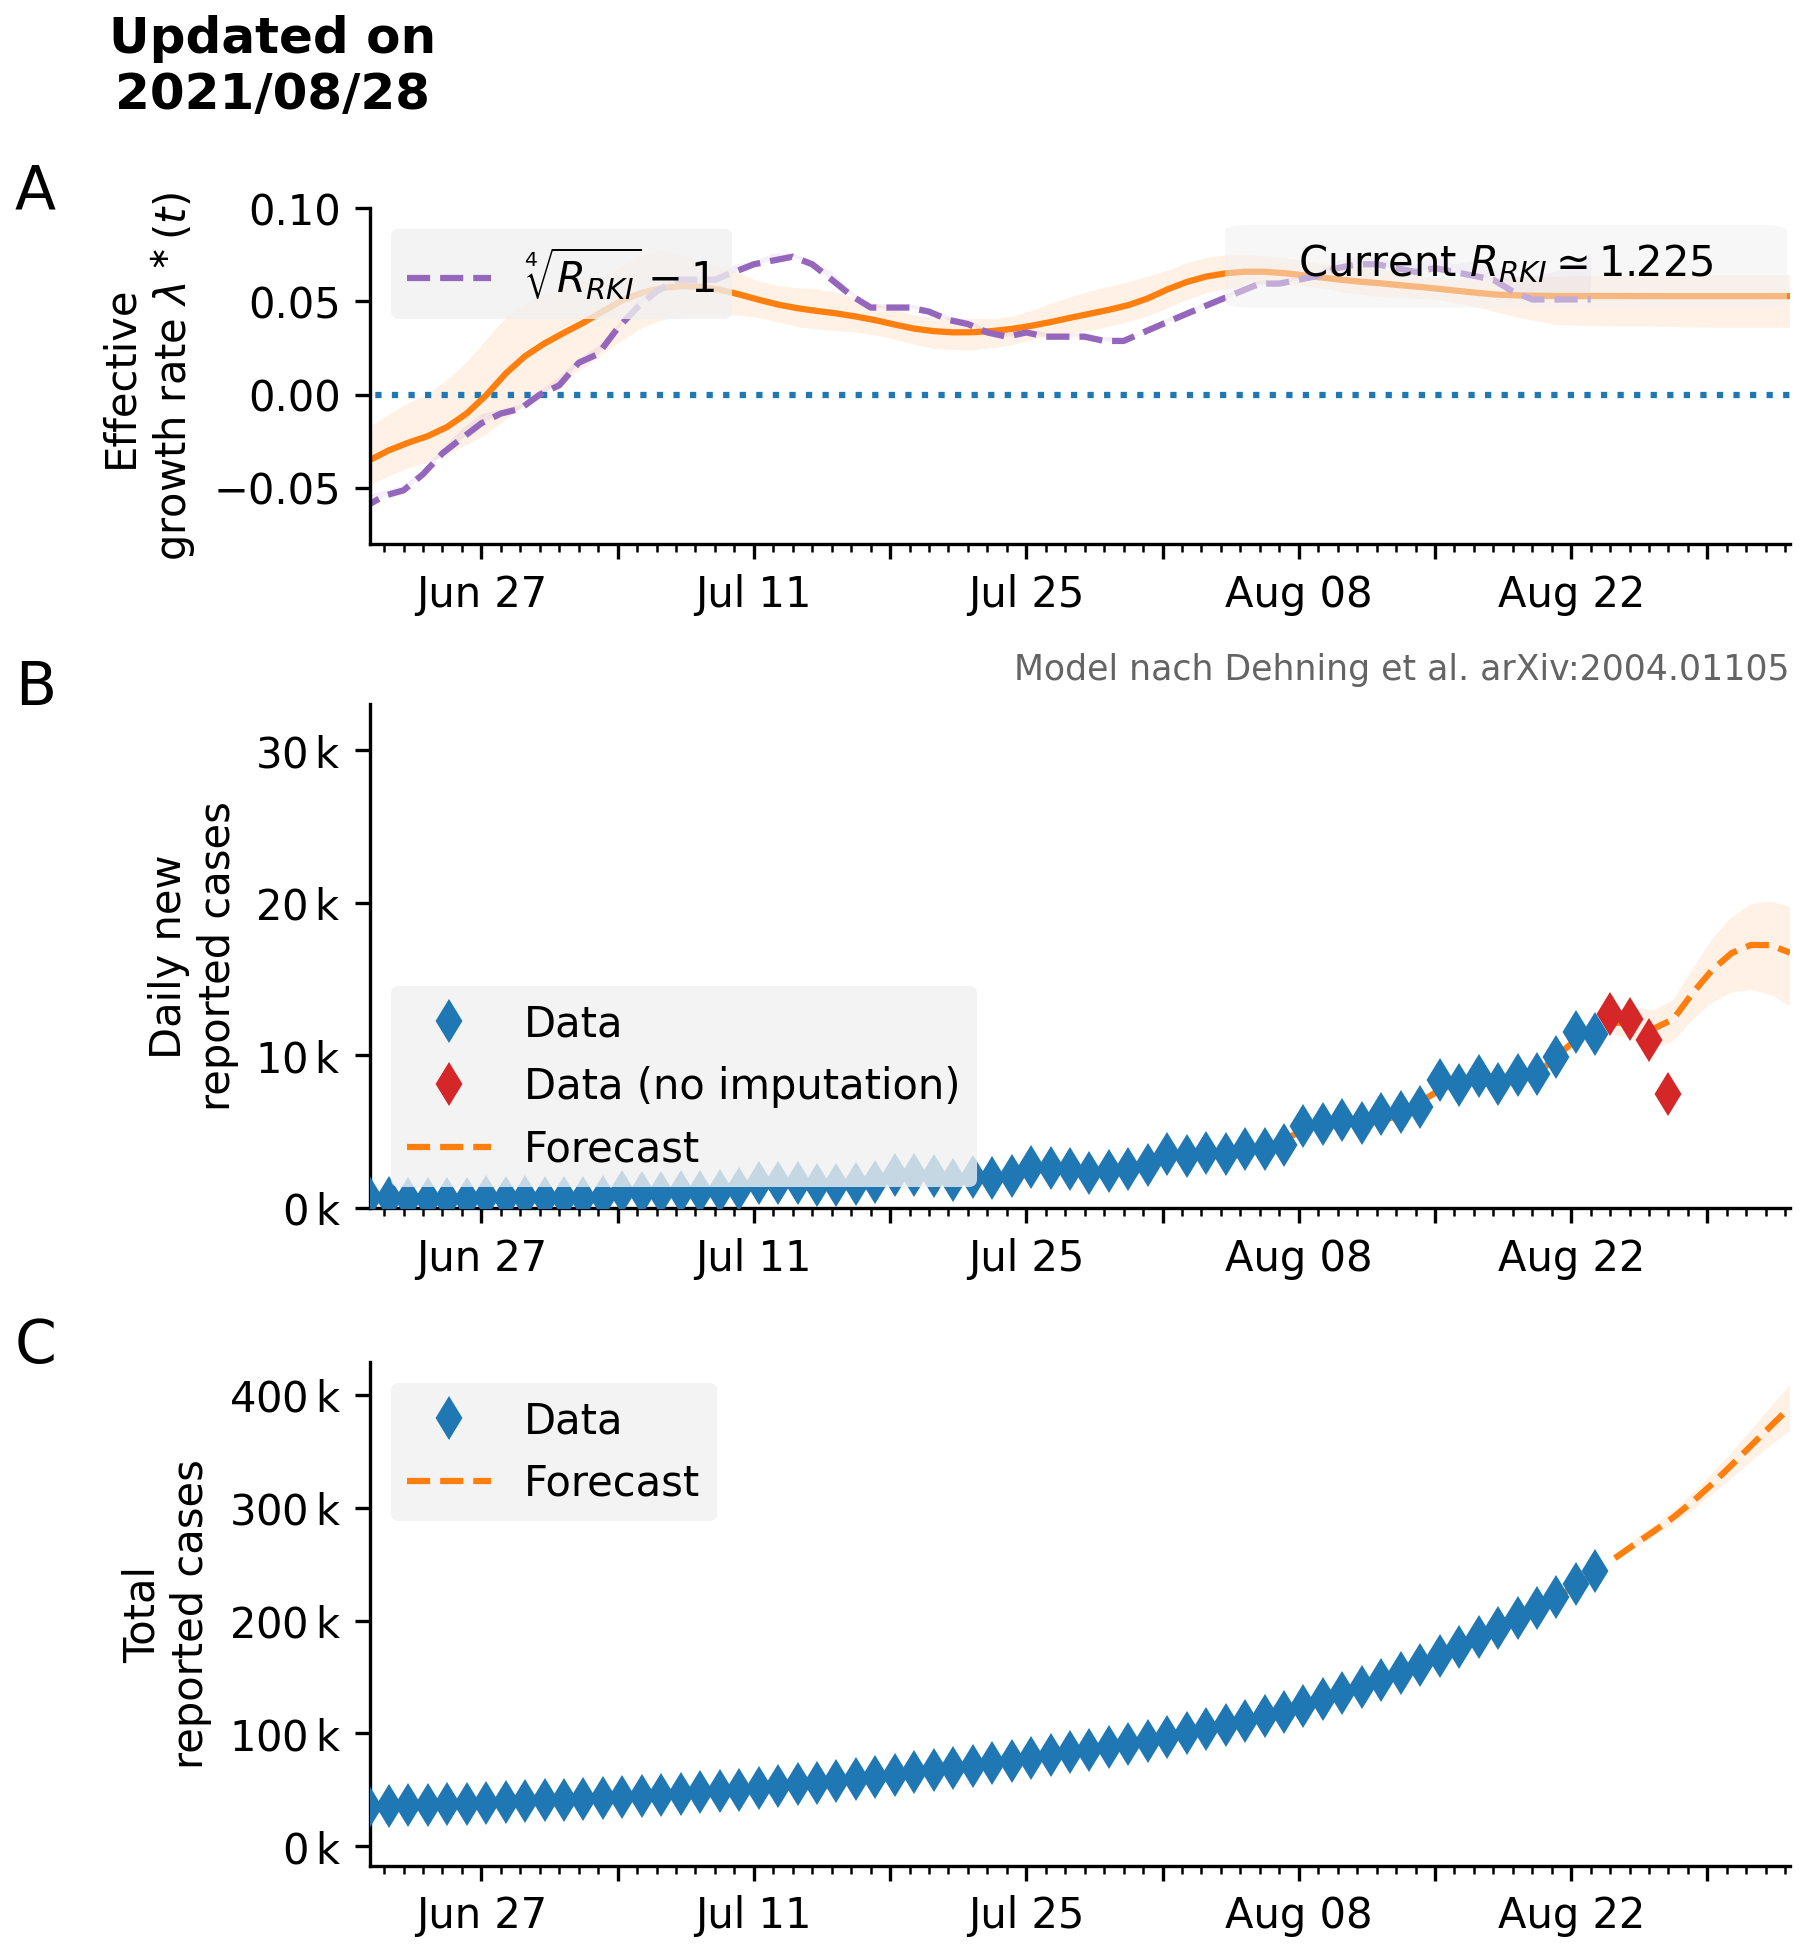 Updated on
2021/08/28
A
Effective
growth rate λ * (t)
0.10
0.05
0.00
−0.05
∜R_RKI − 1
Current R_RKI ≃ 1.225
Jun 27
Jul 11
Jul 25
Aug 08
Aug 22
Model nach Dehning et al. arXiv:2004.01105
B
Daily new
reported cases
30 k
20 k
10 k
0 k
Data
Data (no imputation)
Forecast
Jun 27
Jul 11
Jul 25
Aug 08
Aug 22
C
Total
reported cases
400 k
300 k
200 k
100 k
0 k
Data
Forecast
Jun 27
Jul 11
Jul 25
Aug 08
Aug 22